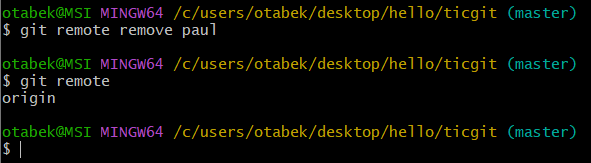 otabek@MSI MINGW64 /c/users/otabek/desktop/hello/ticgit (master)
$ git remote remove paul
otabek@MSI MINGW64 /c/users/otabek/desktop/hello/ticgit (master)
$ git remote
origin
otabek@MSI MINGW64 /c/users/otabek/desktop/hello/ticgit (master)
$